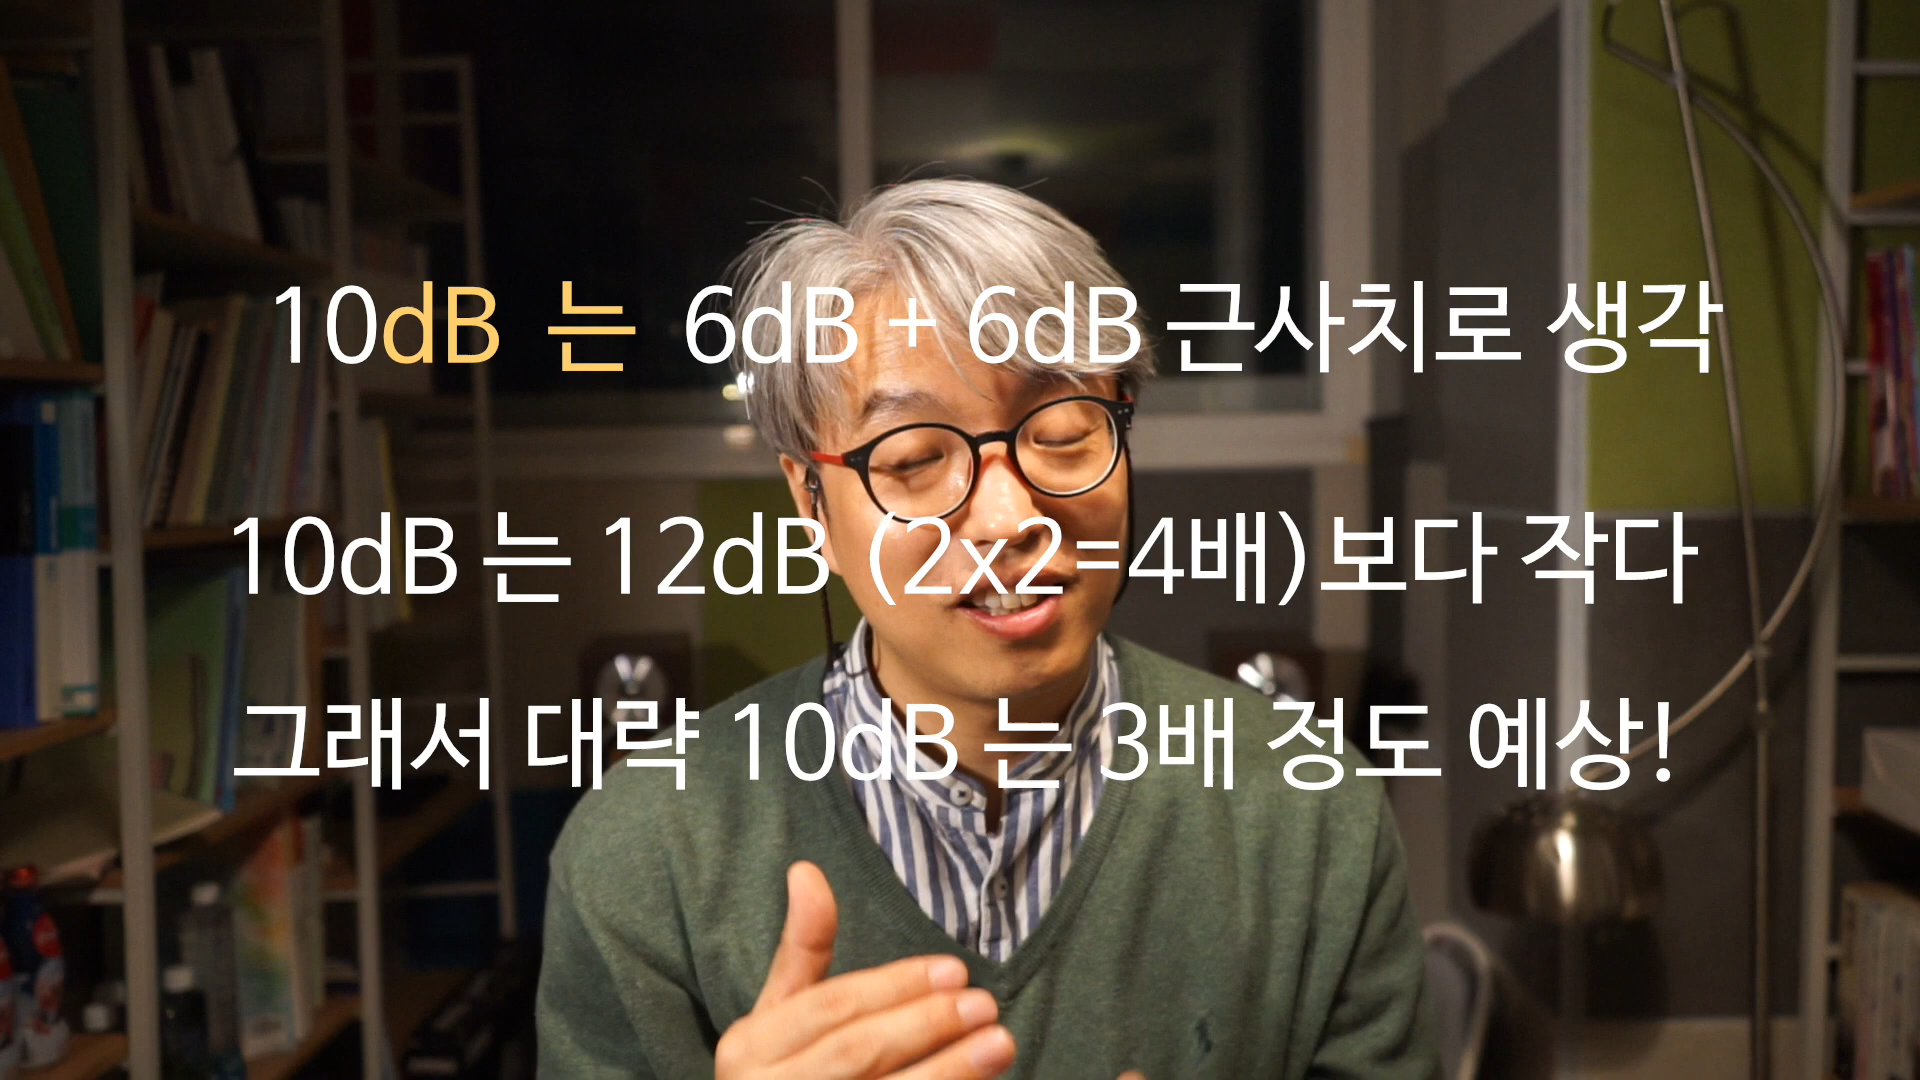 10dB 는 6dB + 6dB 근사치로 생각
10dB 는 12dB (2x2=4배)보다 작다
그래서 대략 10dB 는 3배 정도 예상!